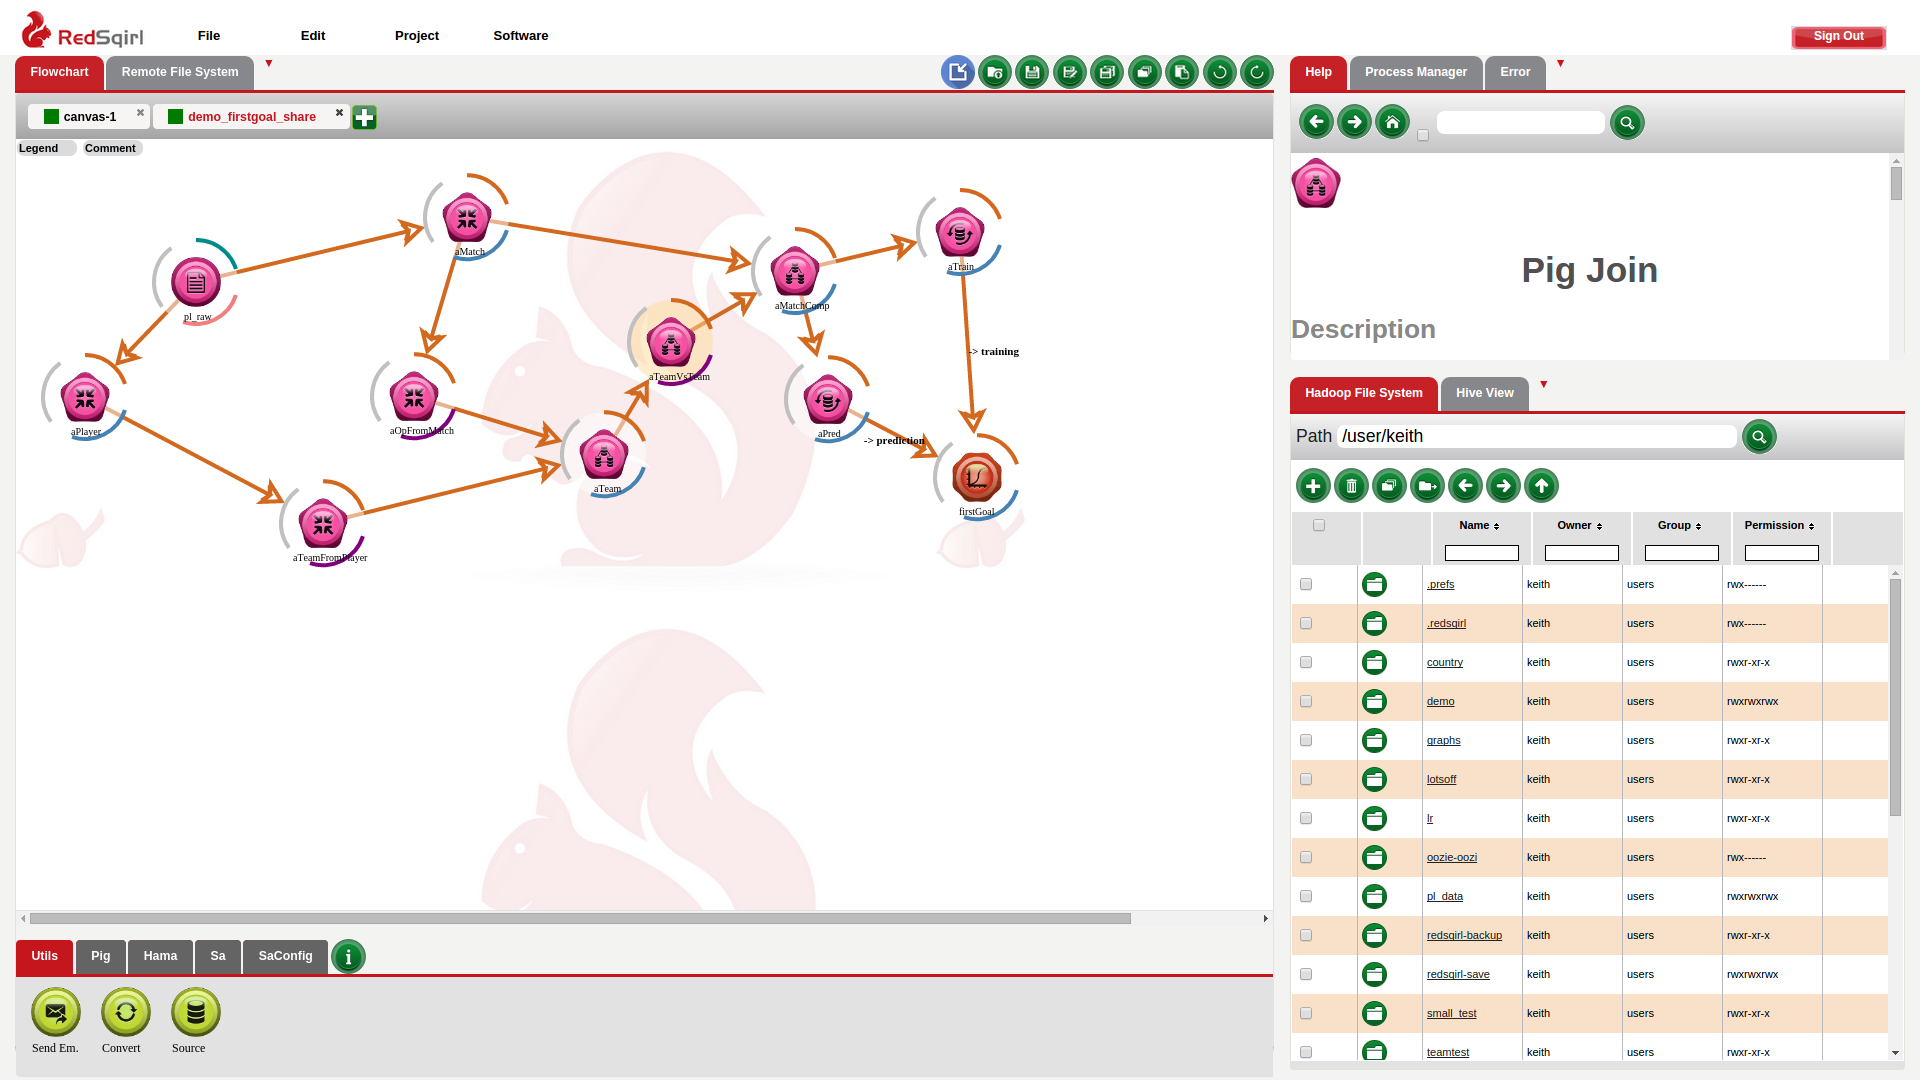 RedSqirl
File Edit Project Software
Sign Out
Flowchart Remote File System
Help Process Manager Error
canvas-1 demo_firstgoal_share
Legend Comment
aMatch
aTrain
pl_raw
aMatchComp
-> training
aTeamVsTeam
aPlayer
aOpFromMatch
aPred
-> prediction
aTeam
firstGoal
aTeamFromPlayer
Pig Join
Description
Hadoop File System Hive View
Path /user/keith
Name Owner Group Permission
.prefs keith users rwx------
.redsqirl keith users rwx------
country keith users rwxr-xr-x
demo keith users rwxrwxrwx
graphs keith users rwxr-xr-x
lotsoff keith users rwxr-xr-x
lr keith users rwxr-xr-x
oozie-oozi keith users rwx------
pl_data keith users rwxrwxrwx
redsqirl-backup keith users rwxr-xr-x
redsqirl-save keith users rwxrwxrwx
small_test keith users rwxr-xr-x
teamtest keith users rwxr-xr-x
Utils Pig Hama Sa SaConfig
Send Em. Convert Source